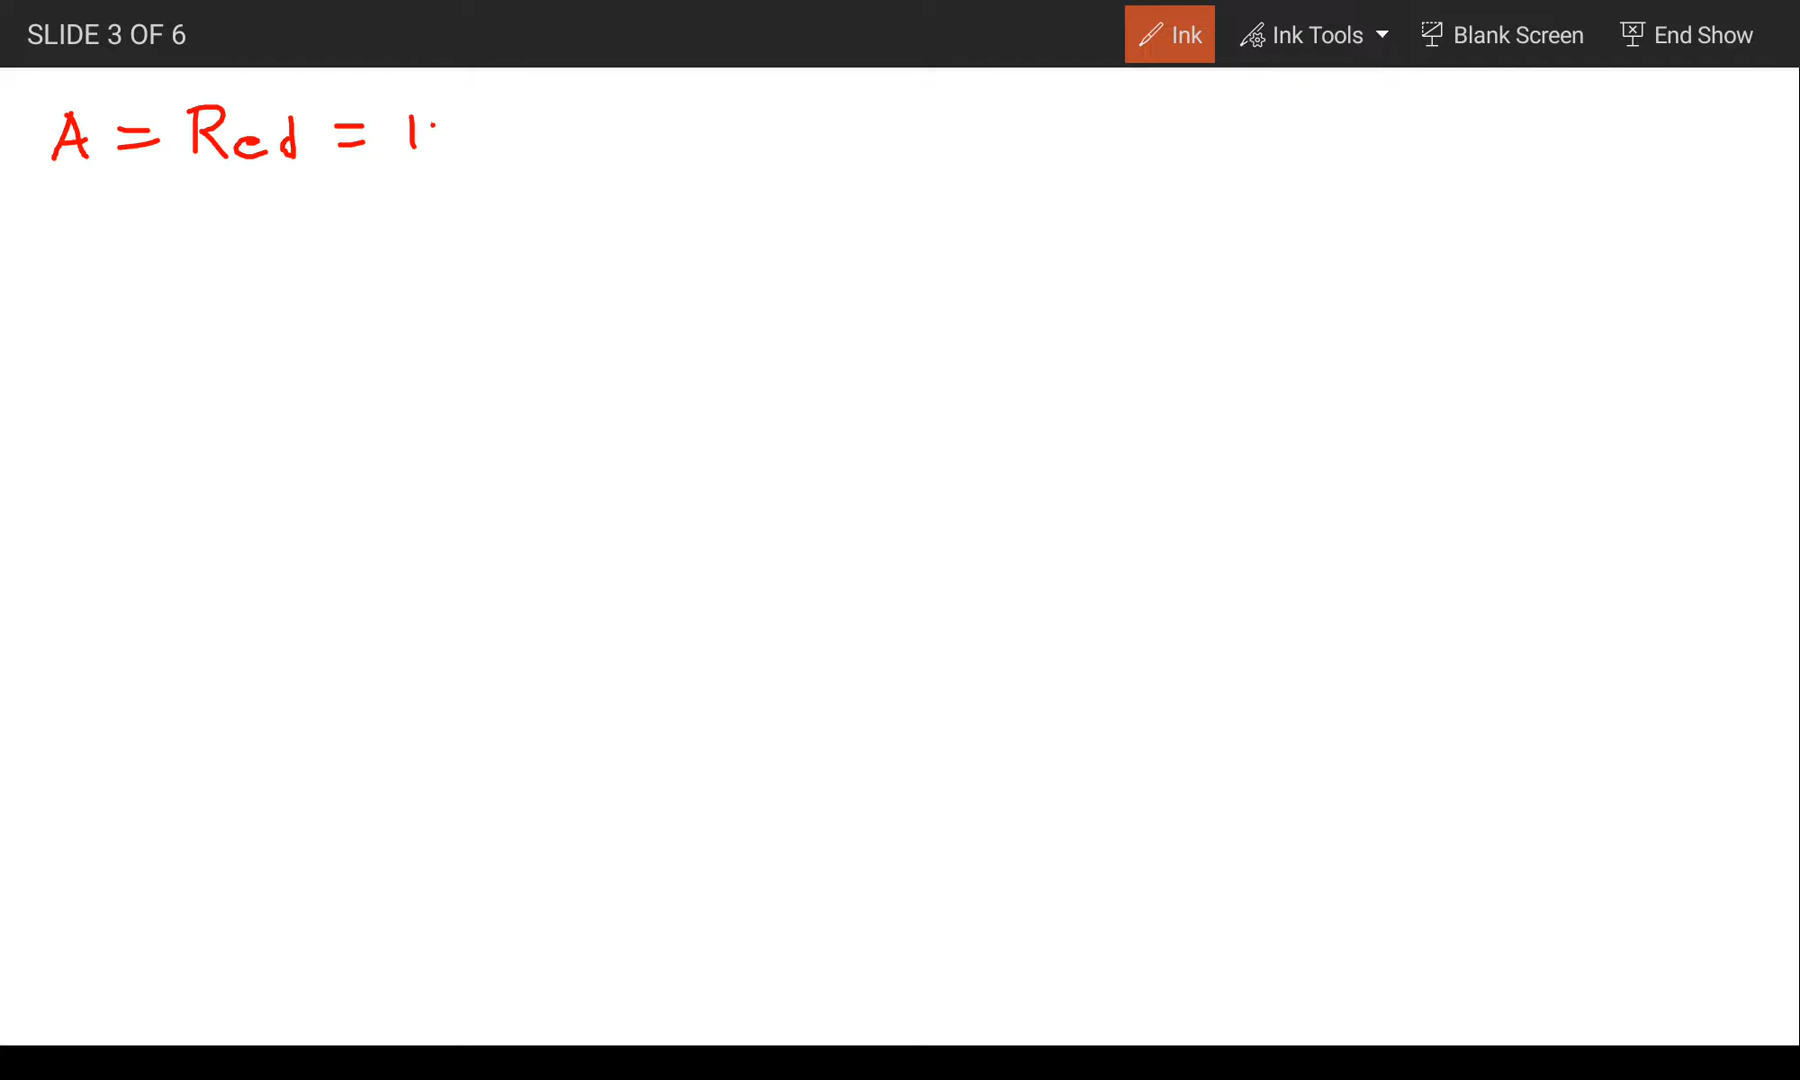 SLIDE 3 OF 6 Ink Ink Tools Blank Screen End Show
A = Red = 1